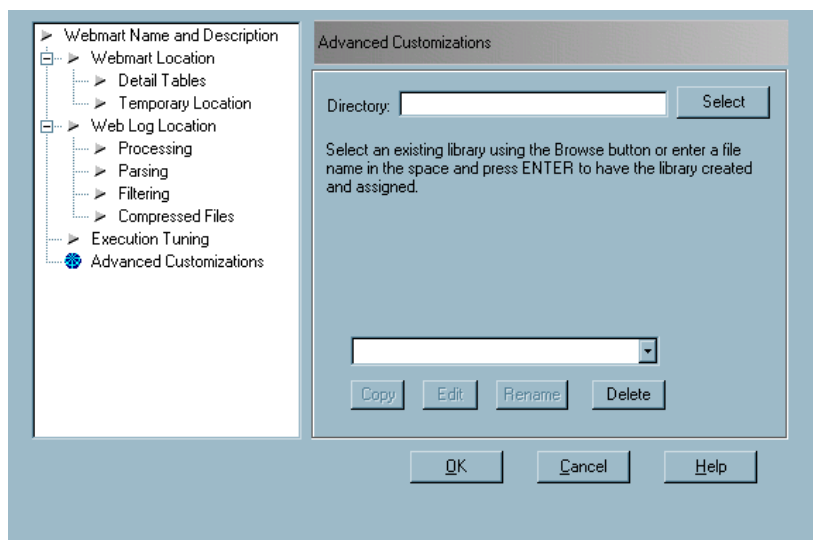 Webmart Name and Description
Webmart Location
Detail Tables
Temporary Location
Web Log Location
Processing
Parsing
Filtering
Compressed Files
Execution Tuning
Advanced Customizations
Advanced Customizations
Directory:
Select
Select an existing library using the Browse button or enter a file
name in the space and press ENTER to have the library created
and assigned.
Copy Edit Rename Delete
OK Cancel Help